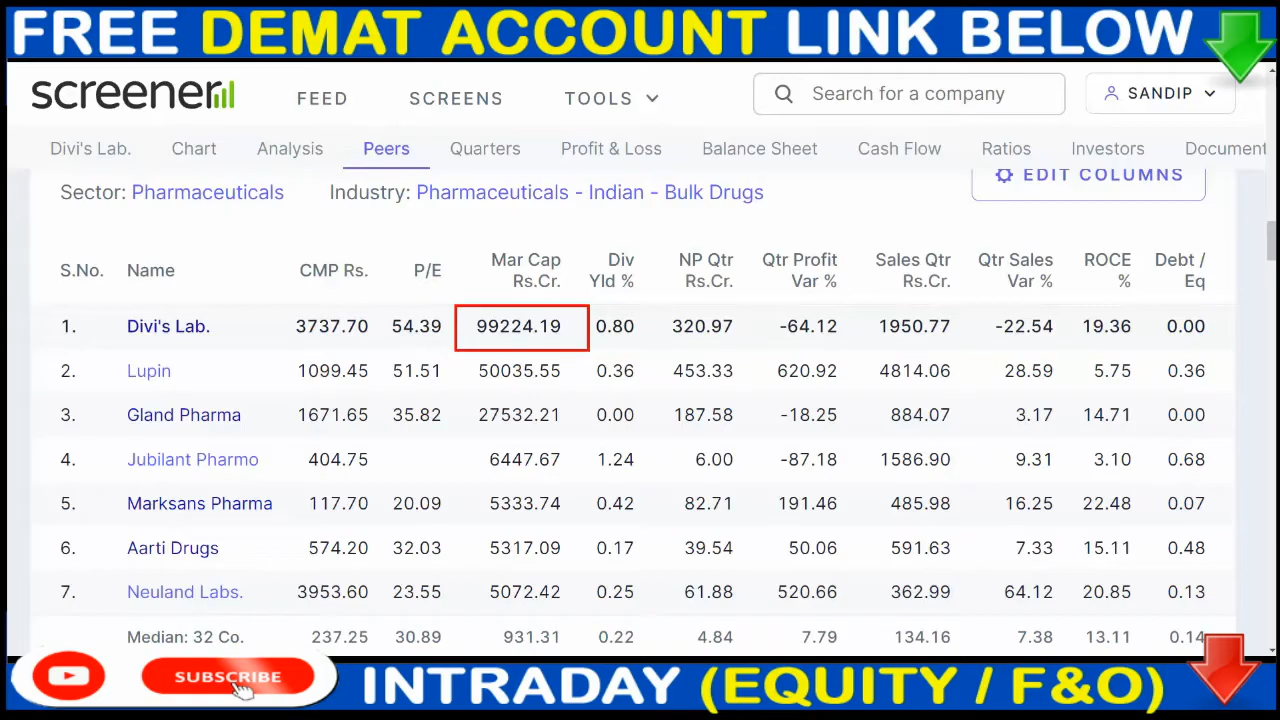 FREE DEMAT ACCOUNT LINK BELOW
screener FEED SCREENS TOOLS Search for a company SANDIP
Divi's Lab. Chart Analysis Peers Quarters Profit & Loss Balance Sheet Cash Flow Ratios Investors Document
Sector: Pharmaceuticals Industry: Pharmaceuticals - Indian - Bulk Drugs EDIT COLUMNS
S.No. Name CMP Rs. P/E Mar Cap Rs.Cr. Div Yld % NP Qtr Rs.Cr. Qtr Profit Var % Sales Qtr Rs.Cr. Qtr Sales Var % ROCE % Debt / Eq
1. Divi's Lab. 3737.70 54.39 99224.19 0.80 320.97 -64.12 1950.77 -22.54 19.36 0.00
2. Lupin 1099.45 51.51 50035.55 0.36 453.33 620.92 4814.06 28.59 5.75 0.36
3. Gland Pharma 1671.65 35.82 27532.21 0.00 187.58 -18.25 884.07 3.17 14.71 0.00
4. Jubilant Pharmo 404.75 6447.67 1.24 6.00 -87.18 1586.90 9.31 3.10 0.68
5. Marksans Pharma 117.70 20.09 5333.74 0.42 82.71 191.46 485.98 16.25 22.48 0.07
6. Aarti Drugs 574.20 32.03 5317.09 0.17 39.54 50.06 591.63 7.33 15.11 0.48
7. Neuland Labs. 3953.60 23.55 5072.42 0.25 61.88 520.66 362.99 64.12 20.85 0.13
Median: 32 Co. 237.25 30.89 931.31 0.22 4.84 7.79 134.16 7.38 13.11 0.14
SUBSCRIBE INTRADAY (EQUITY / F&O)